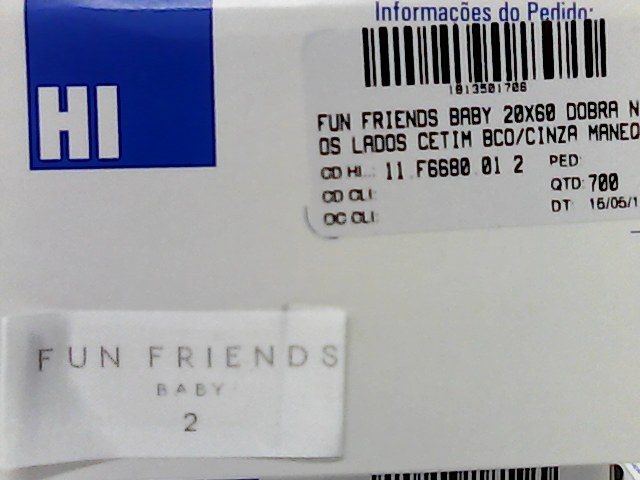 HI
Informações do Pedido:
1813501706
FUN FRIENDS BABY 20X60 DOBRA N
OS LADOS CETIM BCO/CINZA MANEQ
CD HI..: 11 F6680 01 2 PED:
CD CLI: QTD: 700
OC CLI: DT: 15/05/1
FUN FRIENDS
BABY
2